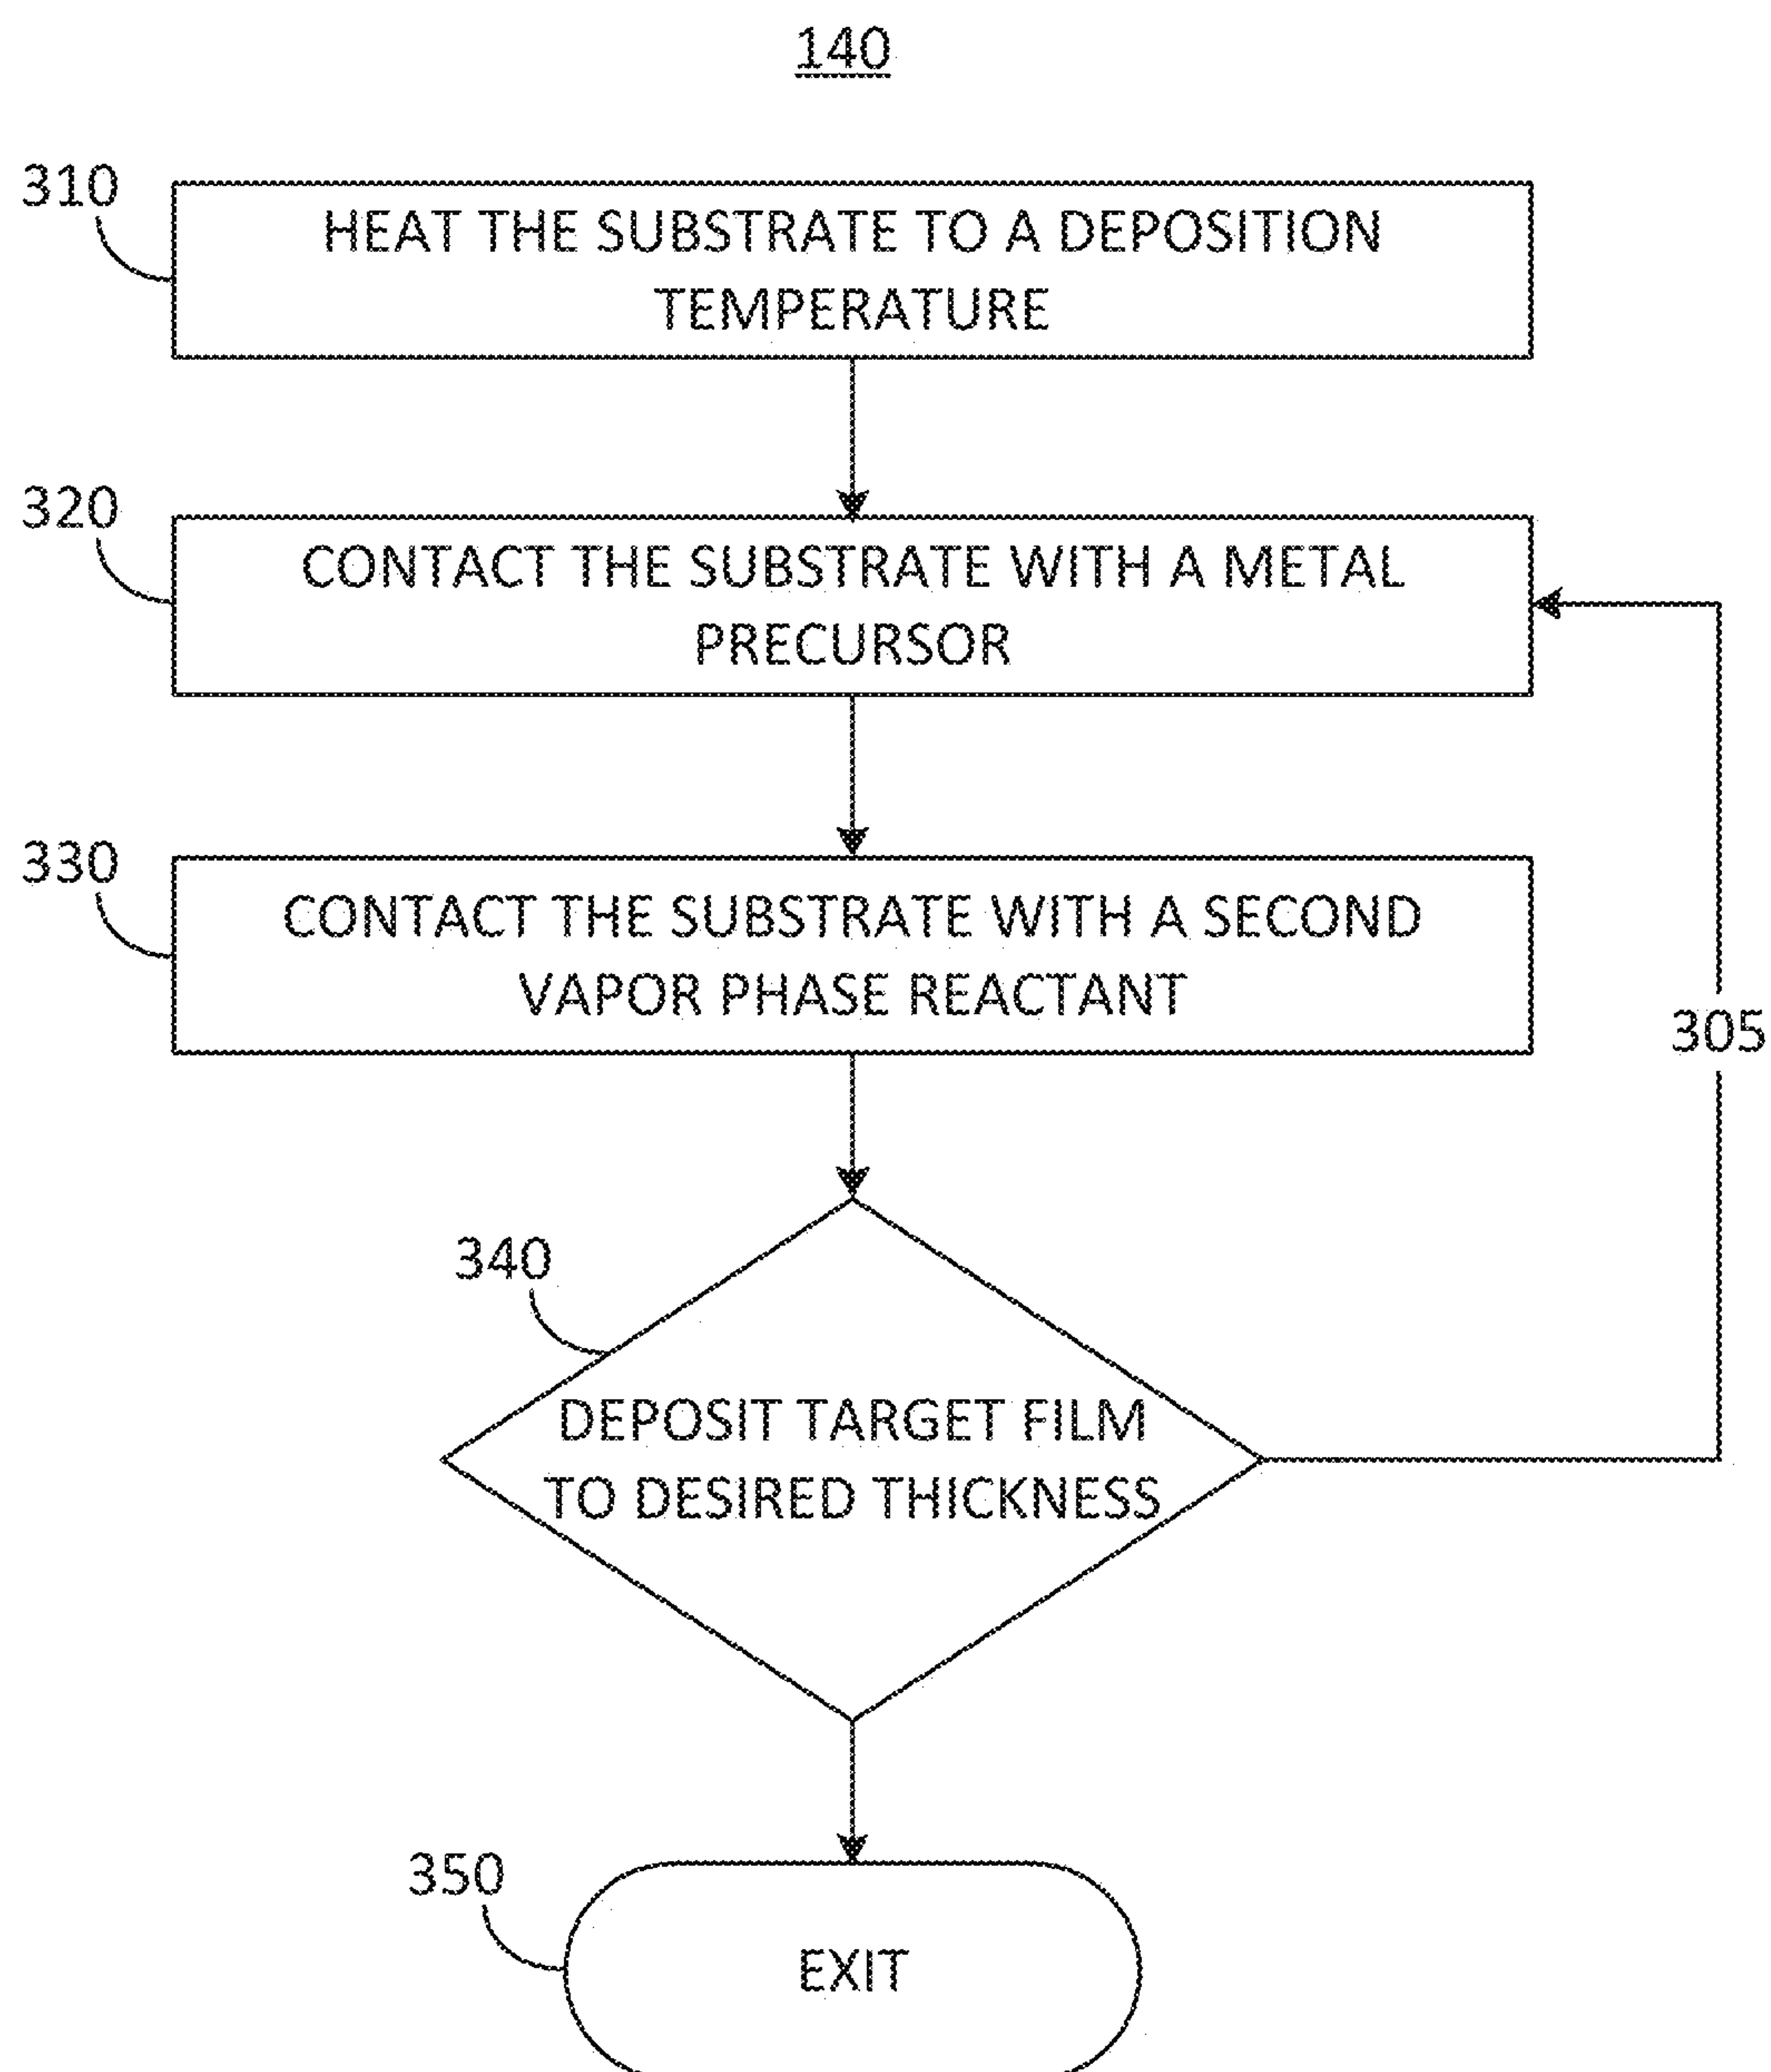 140
310
HEAT THE SUBSTRATE TO A DEPOSITION
TEMPERATURE
320
CONTACT THE SUBSTRATE WITH A METAL
PRECURSOR
330
CONTACT THE SUBSTRATE WITH A SECOND
VAPOR PHASE REACTANT
305
340
DEPOSIT TARGET FILM
TO DESIRED THICKNESS
350
EXIT